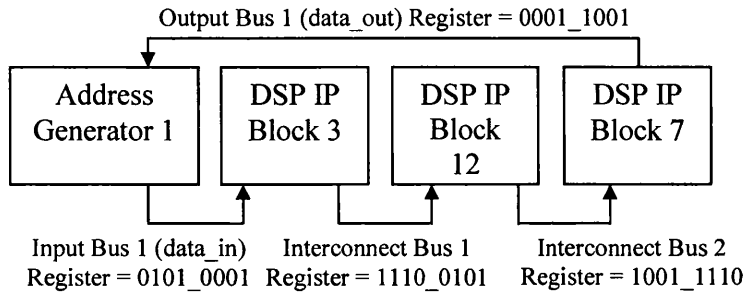 Output Bus 1 (data_out) Register = 0001_1001
Address
Generator 1
DSP IP
Block 3
DSP IP
Block
12
DSP IP
Block 7
Input Bus 1 (data_in)
Register = 0101_0001
Interconnect Bus 1
Register = 1110_0101
Interconnect Bus 2
Register = 1001_1110